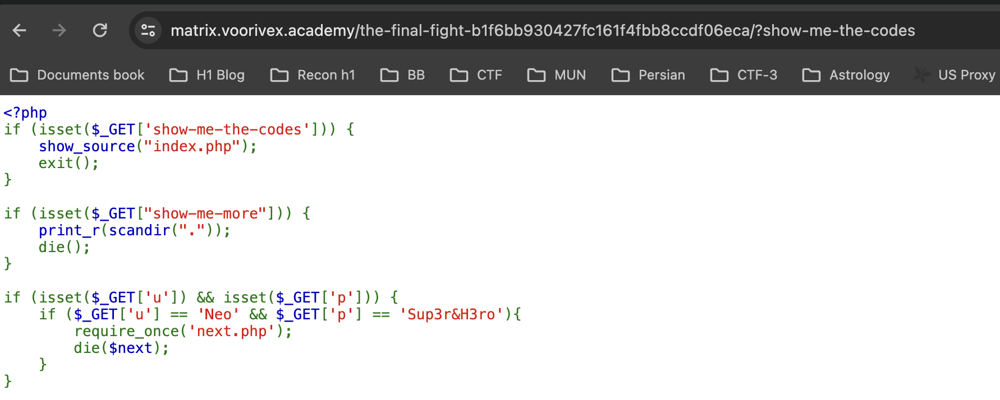 matrix.voorivex.academy/the-final-fight-b1f6bb930427fc161f4fbb8ccdf06eca/?show-me-the-codes
Documents book H1 Blog Recon h1 BB CTF MUN Persian CTF-3 Astrology US Proxy
<?php
if (isset($_GET['show-me-the-codes'])) {
    show_source("index.php");
    exit();
}

if (isset($_GET["show-me-more"])) {
    print_r(scandir("."));
    die();
}

if (isset($_GET['u']) && isset($_GET['p'])) {
    if ($_GET['u'] == 'Neo' && $_GET['p'] == 'Sup3r&H3ro'){
        require_once('next.php');
        die($next);
    }
}